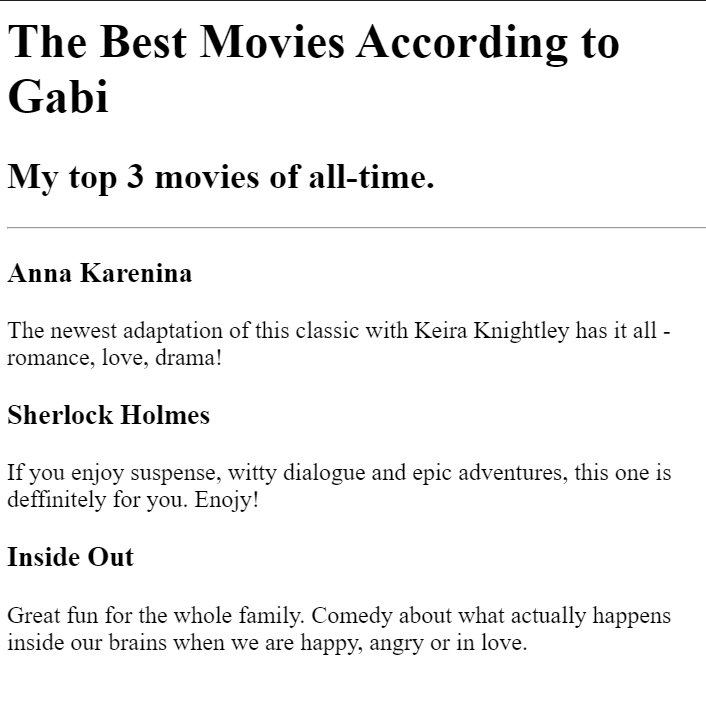 The Best Movies According to
Gabi
My top 3 movies of all-time.
Anna Karenina
The newest adaptation of this classic with Keira Knightley has it all -
romance, love, drama!
Sherlock Holmes
If you enjoy suspense, witty dialogue and epic adventures, this one is
deffinitely for you. Enojy!
Inside Out
Great fun for the whole family. Comedy about what actually happens
inside our brains when we are happy, angry or in love.